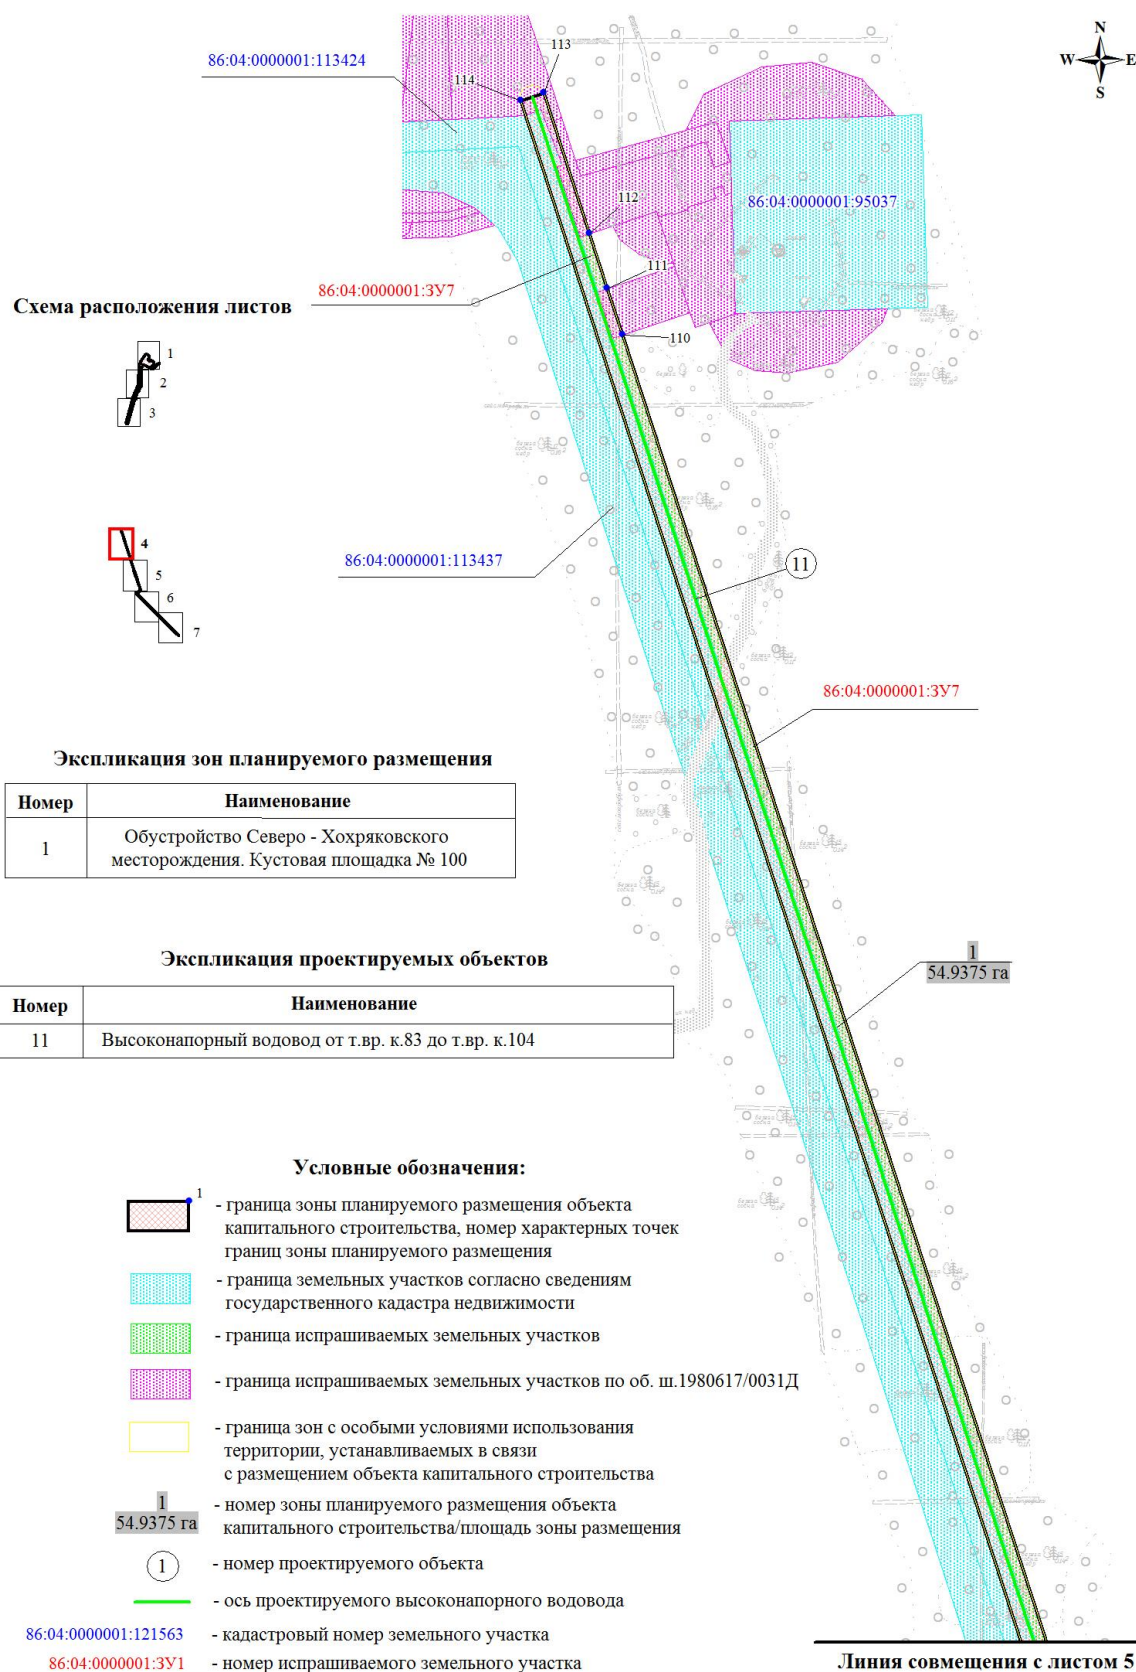 N
W E
S
86:04:0000001:113424
113
114
112
86:04:0000001:95037
111
86:04:0000001:ЗУ7
110
Схема расположения листов
1
2
3
4
5
6
7
86:04:0000001:113437
11
86:04:0000001:ЗУ7
Экспликация зон планируемого размещения
Номер Наименование
1 Обустройство Северо - Хохряковского
месторождения. Кустовая площадка № 100
1
54.9375 га
Экспликация проектируемых объектов
Номер Наименование
11 Высоконапорный водовод от т.вр. к.83 до т.вр. к.104
Условные обозначения:
1
- граница зоны планируемого размещения объекта
капитального строительства, номер характерных точек
границ зоны планируемого размещения
- граница земельных участков согласно сведениям
государственного кадастра недвижимости
- граница испрашиваемых земельных участков
- граница испрашиваемых земельных участков по об. ш.1980617/0031Д
- граница зон с особыми условиями использования
территории, устанавливаемых в связи
с размещением объекта капитального строительства
1
54.9375 га
- номер зоны планируемого размещения объекта
капитального строительства/площадь зоны размещения
1 - номер проектируемого объекта
- ось проектируемого высоконапорного водовода
86:04:0000001:121563 - кадастровый номер земельного участка
86:04:0000001:ЗУ1 - номер испрашиваемого земельного участка
Линия совмещения с листом 5